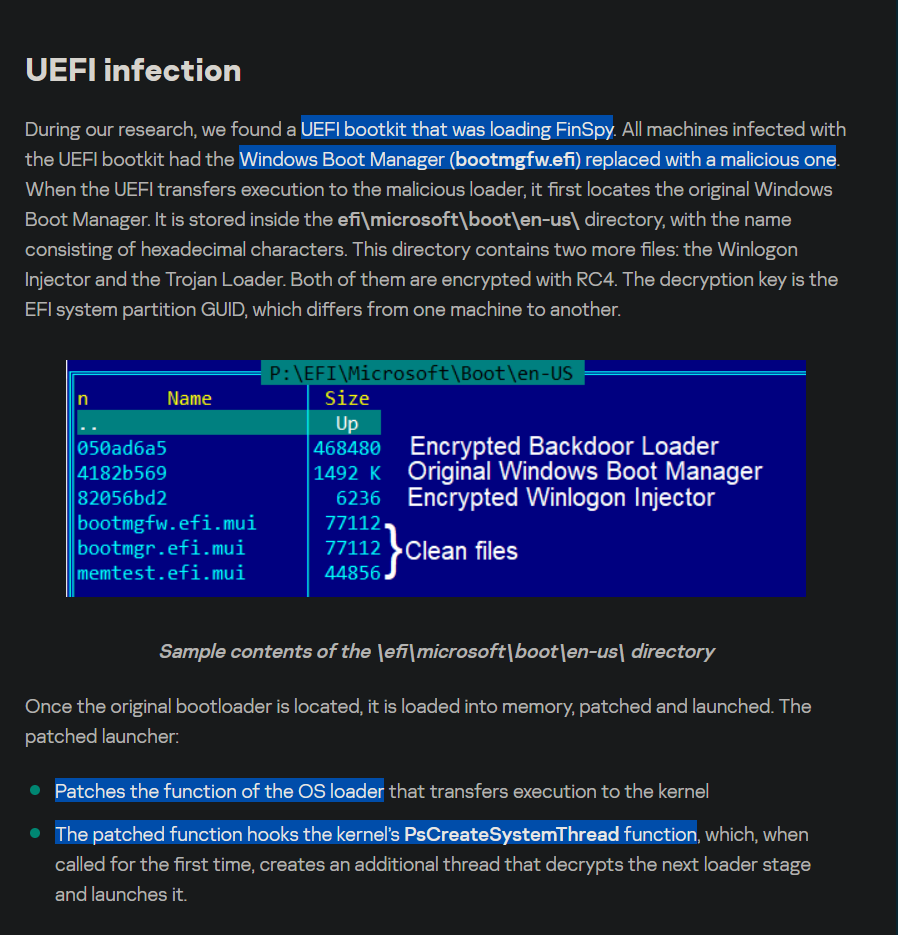 UEFI infection
During our research, we found a UEFI bootkit that was loading FinSpy. All machines infected with
the UEFI bootkit had the Windows Boot Manager (bootmgfw.efi) replaced with a malicious one.
When the UEFI transfers execution to the malicious loader, it first locates the original Windows
Boot Manager. It is stored inside the efi\microsoft\boot\en-us\ directory, with the name
consisting of hexadecimal characters. This directory contains two more files: the Winlogon
Injector and the Trojan Loader. Both of them are encrypted with RC4. The decryption key is the
EFI system partition GUID, which differs from one machine to another.
P:\EFI\Microsoft\Boot\en-US
n Name Size
.. Up
050ad6a5 468480 Encrypted Backdoor Loader
4182b569 1492 K Original Windows Boot Manager
82056bd2 6236 Encrypted Winlogon Injector
bootmgfw.efi.mui 77112
bootmgr.efi.mui 77112 } Clean files
memtest.efi.mui 44856
Sample contents of the \efi\microsoft\boot\en-us\ directory
Once the original bootloader is located, it is loaded into memory, patched and launched. The
patched launcher:
• Patches the function of the OS loader that transfers execution to the kernel
• The patched function hooks the kernel's PsCreateSystemThread function, which, when
called for the first time, creates an additional thread that decrypts the next loader stage
and launches it.